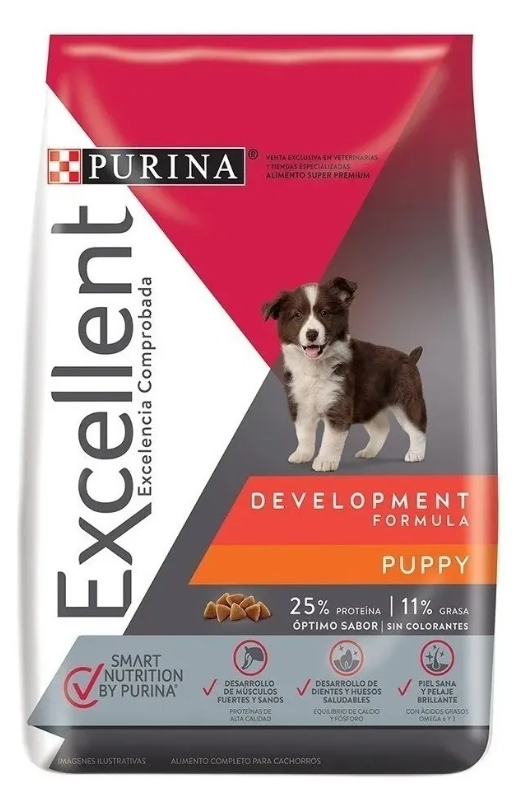 PURINA®
VENTA EXCLUSIVA EN VETERINARIAS
Y TIENDAS ESPECIALIZADAS
ALIMENTO SUPER PREMIUM
Excellent
Excelencia Comprobada
DEVELOPMENT
FORMULA
PUPPY
25% PROTEÍNA | 11% GRASA
ÓPTIMO SABOR | SIN COLORANTES
SMART
NUTRITION
BY PURINA®
DESARROLLO
DE MÚSCULOS
FUERTES Y SANOS
PROTEÍNAS DE
ALTA CALIDAD
DESARROLLO DE
DIENTES Y HUESOS
SALUDABLES
EQUILIBRIO DE CALCIO
Y FÓSFORO
PIEL SANA
Y PELAJE
BRILLANTE
CON ÁCIDOS GRASOS
OMEGA 6 Y 3
IMÁGENES ILUSTRATIVAS
ALIMENTO COMPLETO PARA CACHORROS